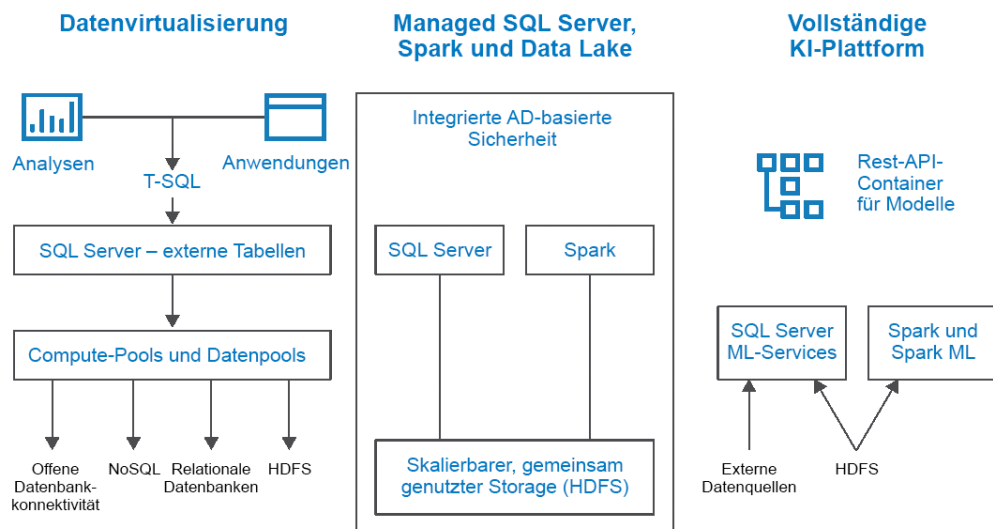 Datenvirtualisierung
Analysen
Anwendungen
T-SQL
SQL Server – externe Tabellen
Compute-Pools und Datenpools
Offene
Datenbank-
konnektivität
NoSQL
Relationale
Datenbanken
HDFS
Managed SQL Server,
Spark und Data Lake
Integrierte AD-basierte
Sicherheit
SQL Server
Spark
Skalierbarer, gemeinsam
genutzter Storage (HDFS)
Vollständige
KI-Plattform
Rest-API-
Container
für Modelle
SQL Server
ML-Services
Spark und
Spark ML
Externe
Datenquellen
HDFS